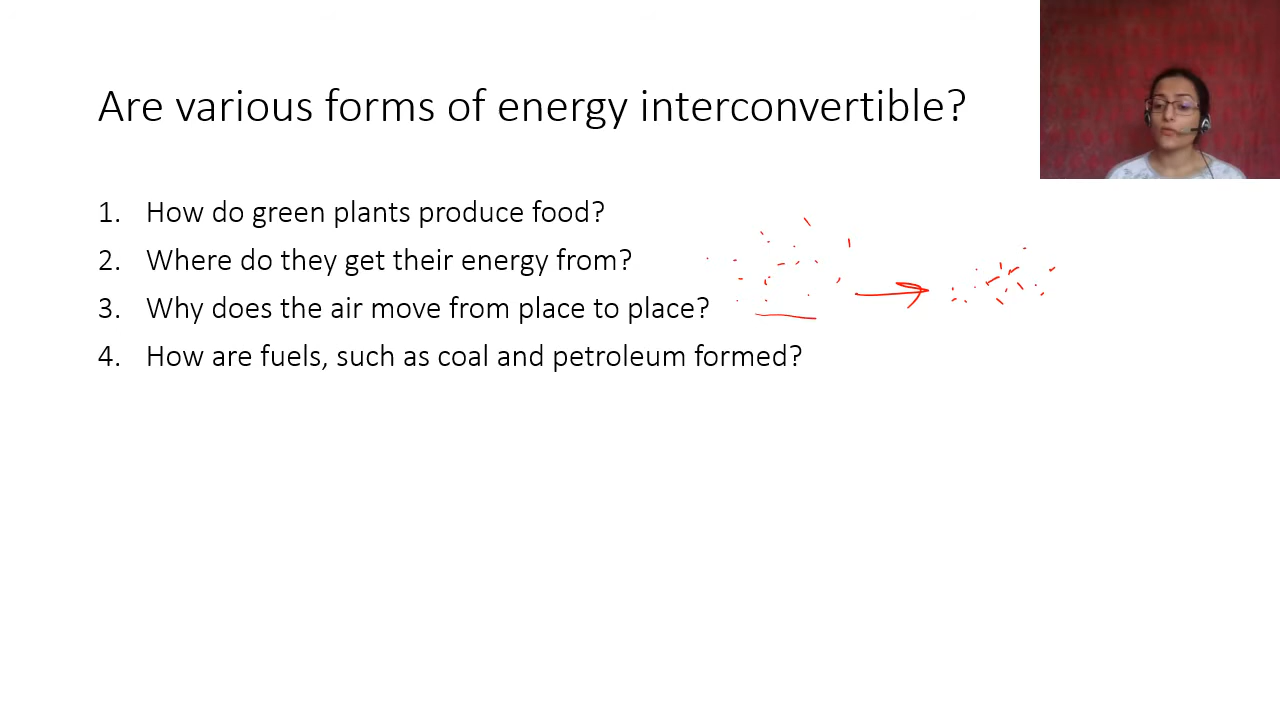 Are various forms of energy interconvertible?
1. How do green plants produce food?
2. Where do they get their energy from?
3. Why does the air move from place to place?
4. How are fuels, such as coal and petroleum formed?